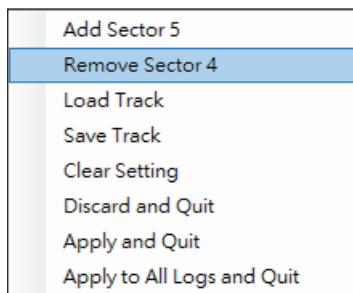 Add Sector 5
Remove Sector 4
Load Track
Save Track
Clear Setting
Discard and Quit
Apply and Quit
Apply to All Logs and Quit